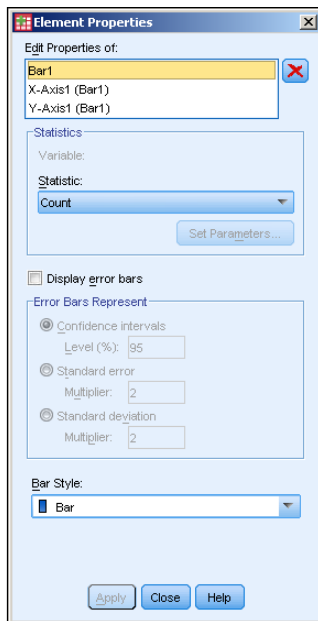 Element Properties
Edit Properties of:
Bar1
X-Axis1 (Bar1)
Y-Axis1 (Bar1)
Statistics
Variable:
Statistic:
Count
Set Parameters...
Display error bars
Error Bars Represent
Confidence intervals
Level (%): 95
Standard error
Multiplier: 2
Standard deviation
Multiplier: 2
Bar Style:
Bar
Apply Close Help